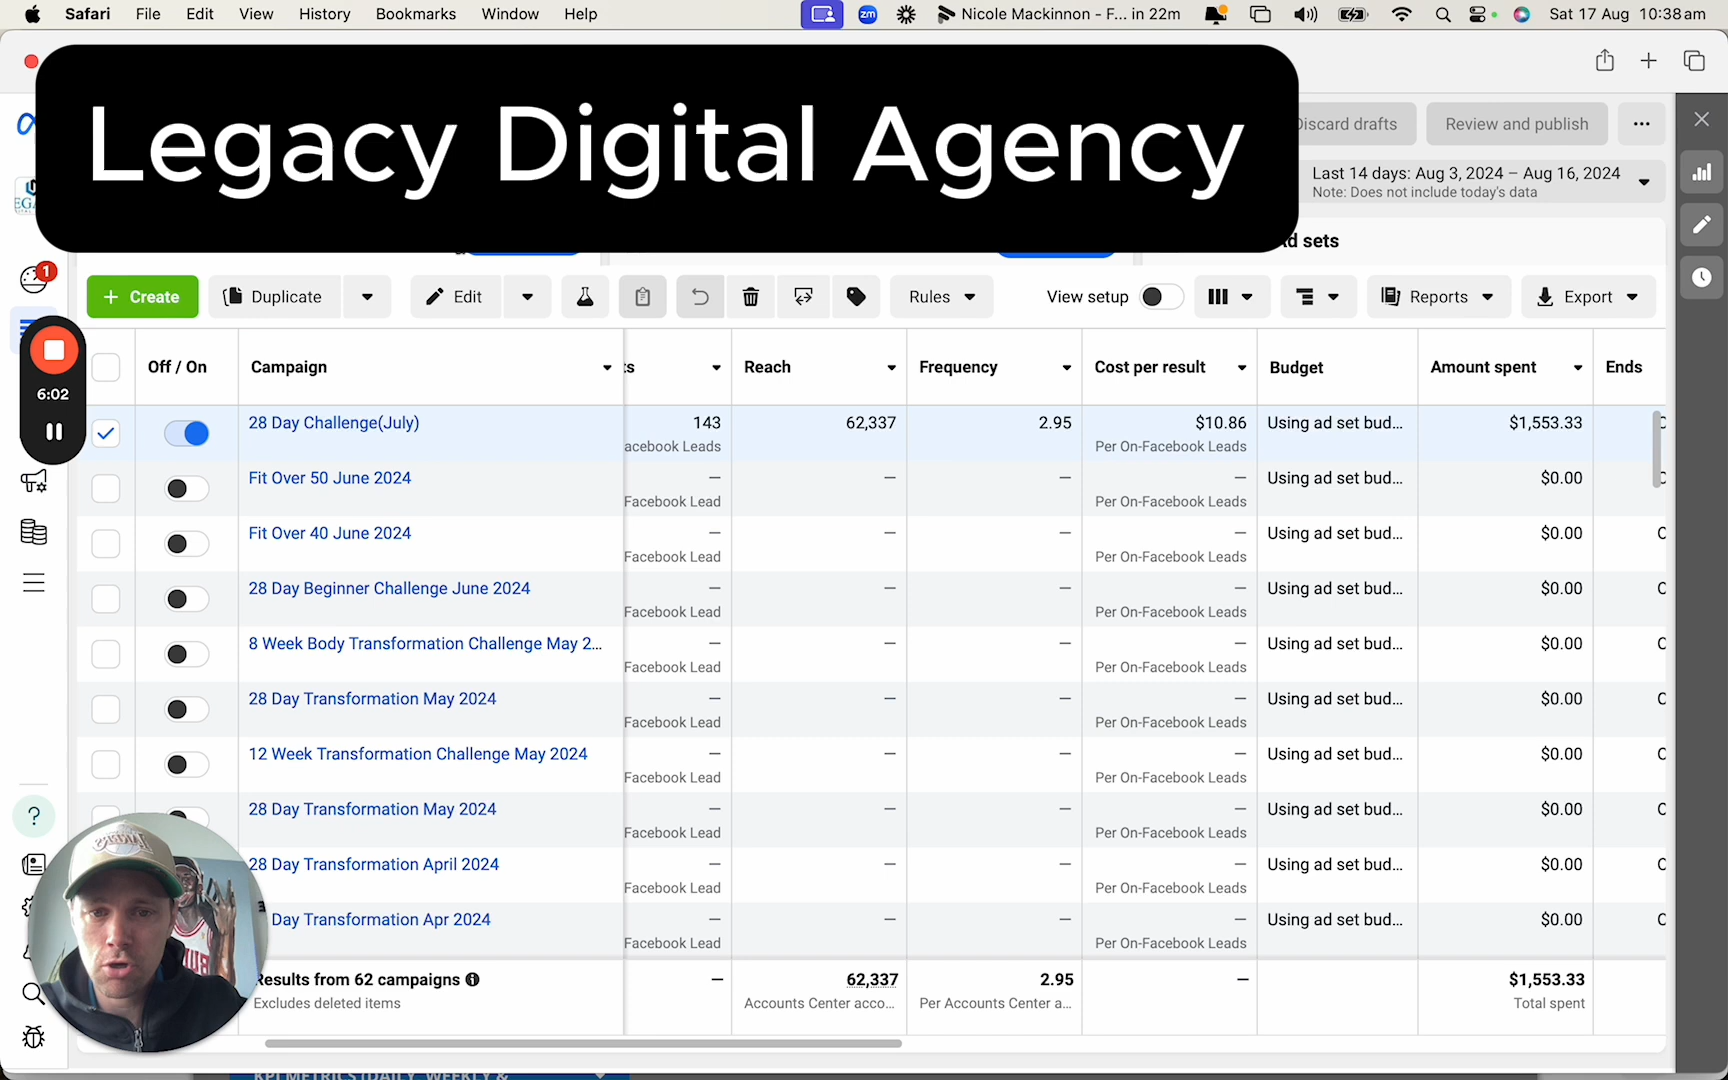 Safari File Edit View History Bookmarks Window Help zm Nicole Mackinnon - F... in 22m Sat 17 Aug 10:38 am
Legacy Digital Agency
Discard drafts Review and publish
Last 14 days: Aug 3, 2024 – Aug 16, 2024
Note: Does not include today's data
Ad sets
1
+ Create Duplicate Edit Rules View setup Reports Export
6:02
Off / On Campaign ts Reach Frequency Cost per result Budget Amount spent Ends
28 Day Challenge(July) 143 62,337 2.95 $10.86 Using ad set bud... $1,553.33
acebook Leads Per On-Facebook Leads
Fit Over 50 June 2024 — — — — Using ad set bud... $0.00
Facebook Lead Per On-Facebook Leads
Fit Over 40 June 2024 — — — — Using ad set bud... $0.00
Facebook Lead Per On-Facebook Leads
28 Day Beginner Challenge June 2024 — — — — Using ad set bud... $0.00
Facebook Lead Per On-Facebook Leads
8 Week Body Transformation Challenge May 2... — — — — Using ad set bud... $0.00
Facebook Lead Per On-Facebook Leads
28 Day Transformation May 2024 — — — — Using ad set bud... $0.00
Facebook Lead Per On-Facebook Leads
12 Week Transformation Challenge May 2024 — — — — Using ad set bud... $0.00
Facebook Lead Per On-Facebook Leads
28 Day Transformation May 2024 — — — — Using ad set bud... $0.00
Facebook Lead Per On-Facebook Leads
28 Day Transformation April 2024 — — — — Using ad set bud... $0.00
Facebook Lead Per On-Facebook Leads
Day Transformation Apr 2024 — — — — Using ad set bud... $0.00
Facebook Lead Per On-Facebook Leads
Results from 62 campaigns — 62,337 2.95 — $1,553.33
Excludes deleted items Accounts Center acco... Per Accounts Center a... Total spent
KPI METRICS (DAILY, WEEKLY &